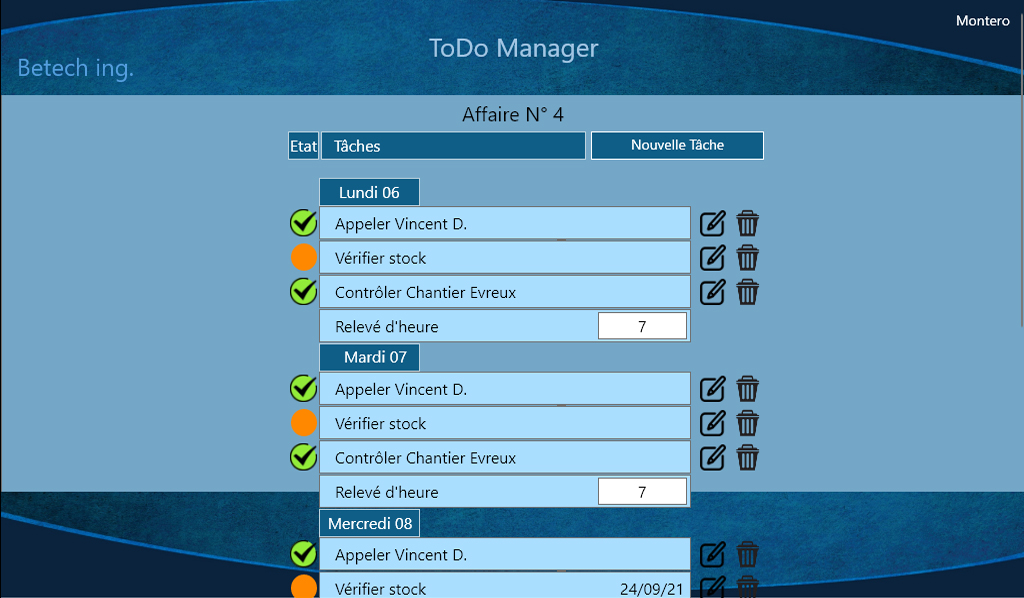 Montero
ToDo Manager
Betech ing.
Affaire N° 4
Etat Tâches Nouvelle Tâche
Lundi 06
Appeler Vincent D.
Vérifier stock
Contrôler Chantier Evreux
Relevé d'heure 7
Mardi 07
Appeler Vincent D.
Vérifier stock
Contrôler Chantier Evreux
Relevé d'heure 7
Mercredi 08
Appeler Vincent D.
Vérifier stock 24/09/21